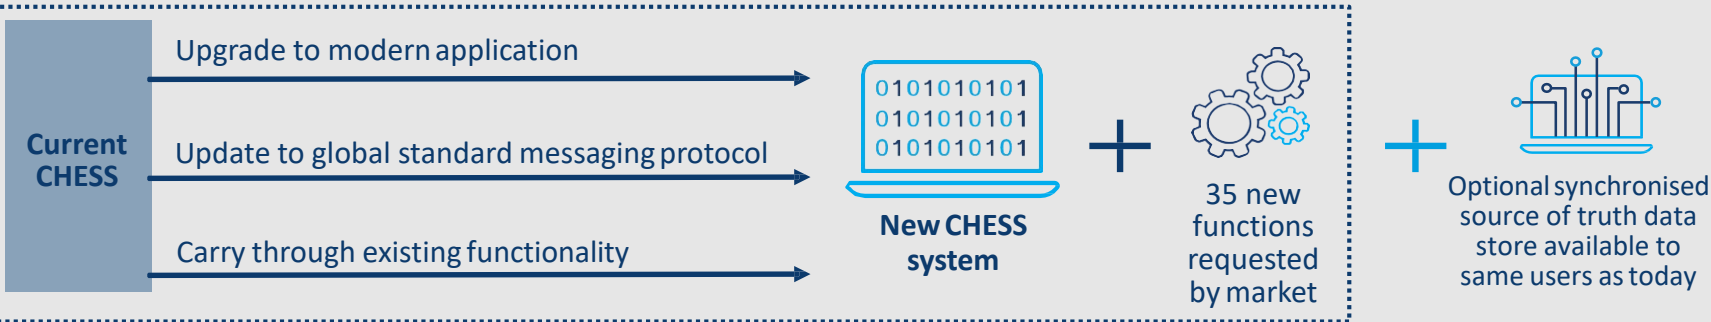 Current
CHESS
Upgrade to modern application
Update to global standard messaging protocol
Carry through existing functionality
0101010101
0101010101
0101010101
New CHESS
system
35 new
functions
requested
by market
Optional synchronised
source of truth data
store available to
same users as today